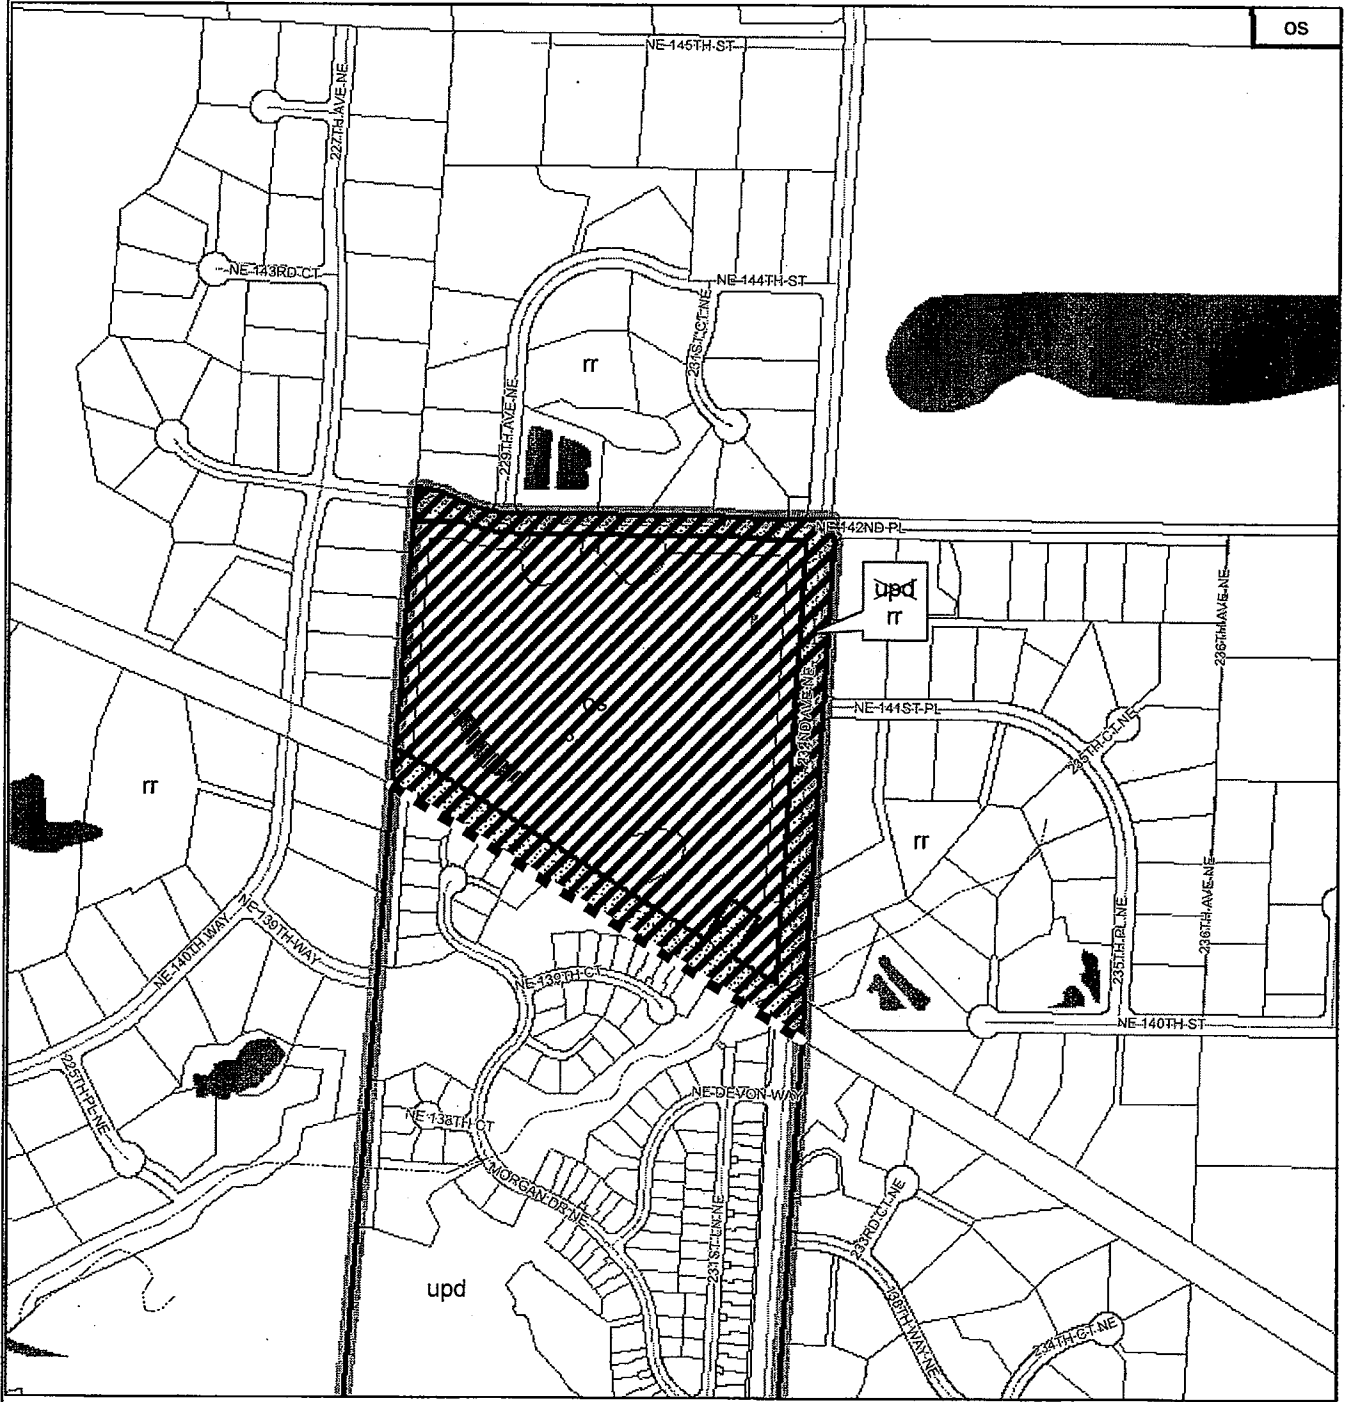 OS
NE 145TH ST
227TH AVE NE
NE 143RD CT
NE 144TH ST
231ST CT NE
rr
229TH AVE NE
NE 142ND PL
upd
rr
236TH AVE NE
OS
232ND AVE NE
NE 141ST PL
235TH CT NE
rr
rr
236TH AVE NE
NE 139TH WAY
NE 140TH WAY
235TH PL NE
NE 139TH CT
NE 140TH ST
225TH PL NE
NE DEVON WAY
NE 138TH CT
MORGAN DR NE
233RD CT NE
231ST LN NE
upd
138TH WAY NE
234TH CT NE